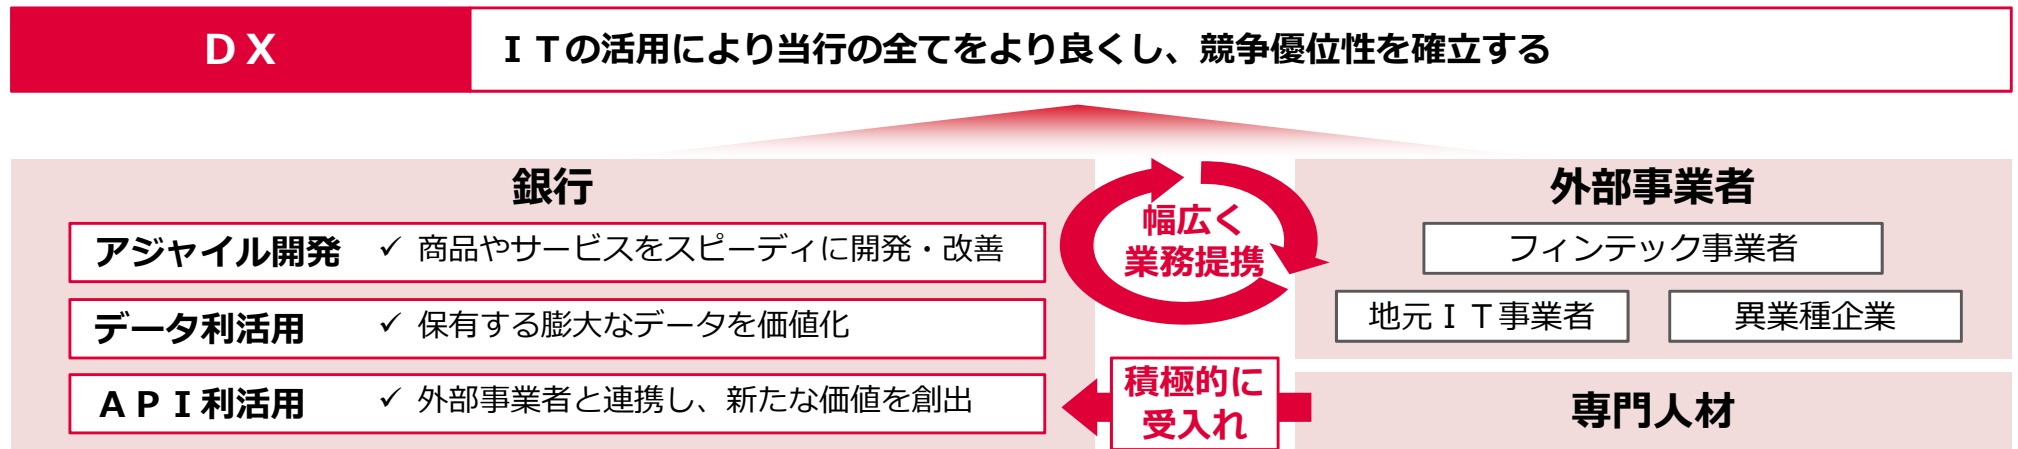 ＤＸ
ＩＴの活用により当行の全てをより良くし、競争優位性を確立する
銀行
アジャイル開発 ✓ 商品やサービスをスピーディに開発・改善
データ利活用 ✓ 保有する膨大なデータを価値化
ＡＰＩ利活用 ✓ 外部事業者と連携し、新たな価値を創出
幅広く
業務提携
積極的に
受入れ
外部事業者
フィンテック事業者
地元ＩＴ事業者
異業種企業
専門人材